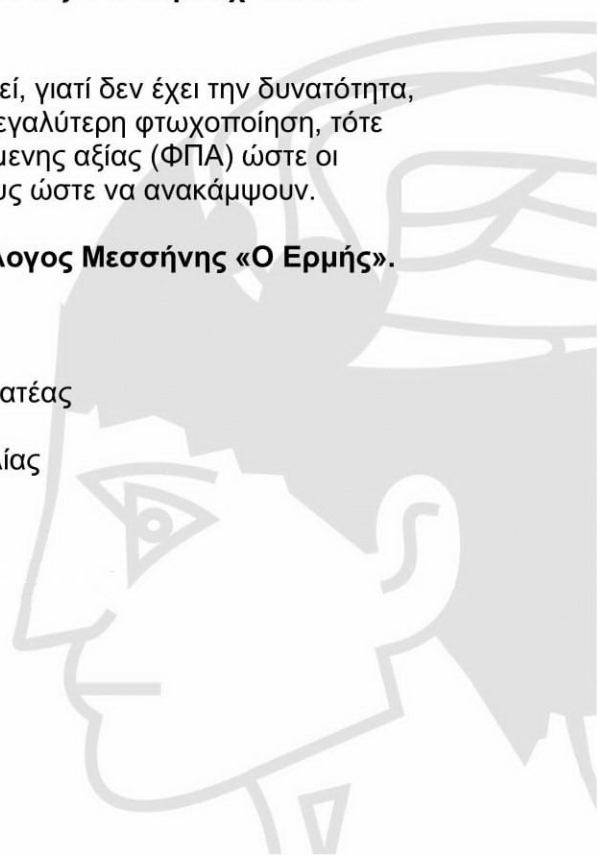 εί, γιατί δεν έχει την δυνατότητα,
εγαλύτερη φτωχοποίηση, τότε
μενης αξίας (ΦΠΑ) ώστε οι
υς ώστε να ανακάμψουν.
λογος Μεσσήνης «Ο Ερμής».
ατέας
λίας